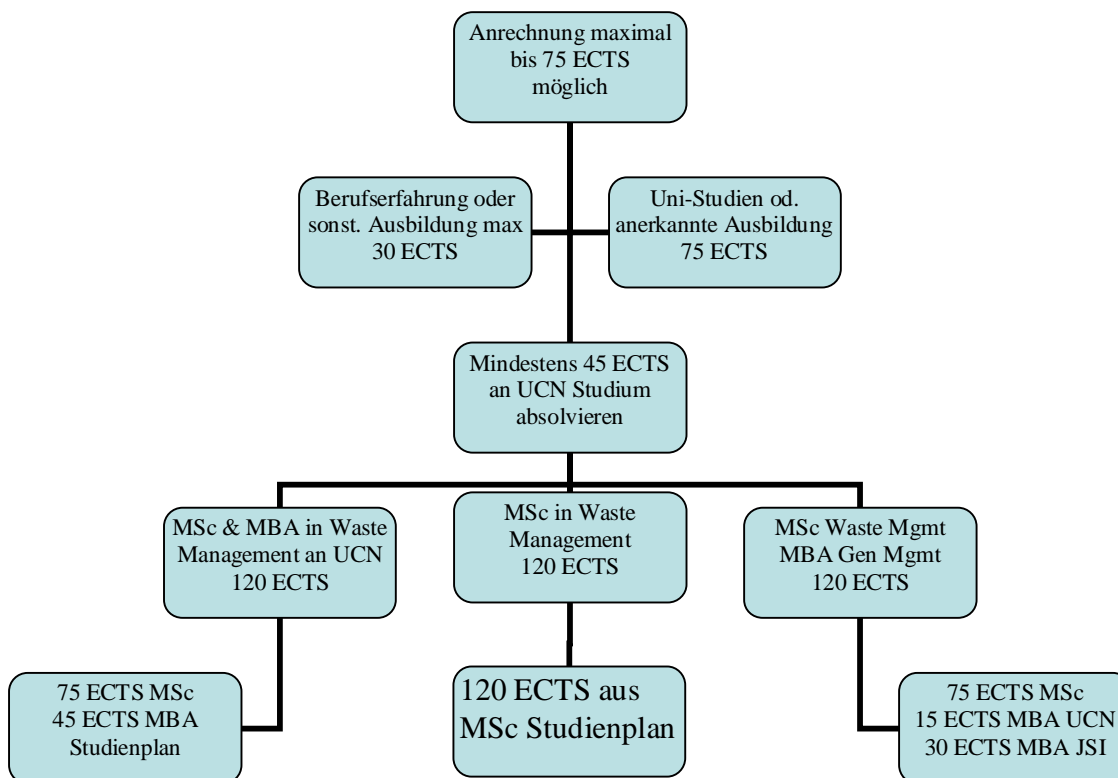 Anrechnung maximal
bis 75 ECTS
möglich
Berufserfahrung oder
sonst. Ausbildung max
30 ECTS
Uni-Studien od.
anerkannte Ausbildung
75 ECTS
Mindestens 45 ECTS
an UCN Studium
absolvieren
MSc & MBA in Waste
Management an UCN
120 ECTS
MSc in Waste
Management
120 ECTS
MSc Waste Mgmt
MBA Gen Mgmt
120 ECTS
75 ECTS MSc
45 ECTS MBA
Studienplan
120 ECTS aus
MSc Studienplan
75 ECTS MSc
15 ECTS MBA UCN
30 ECTS MBA JSI